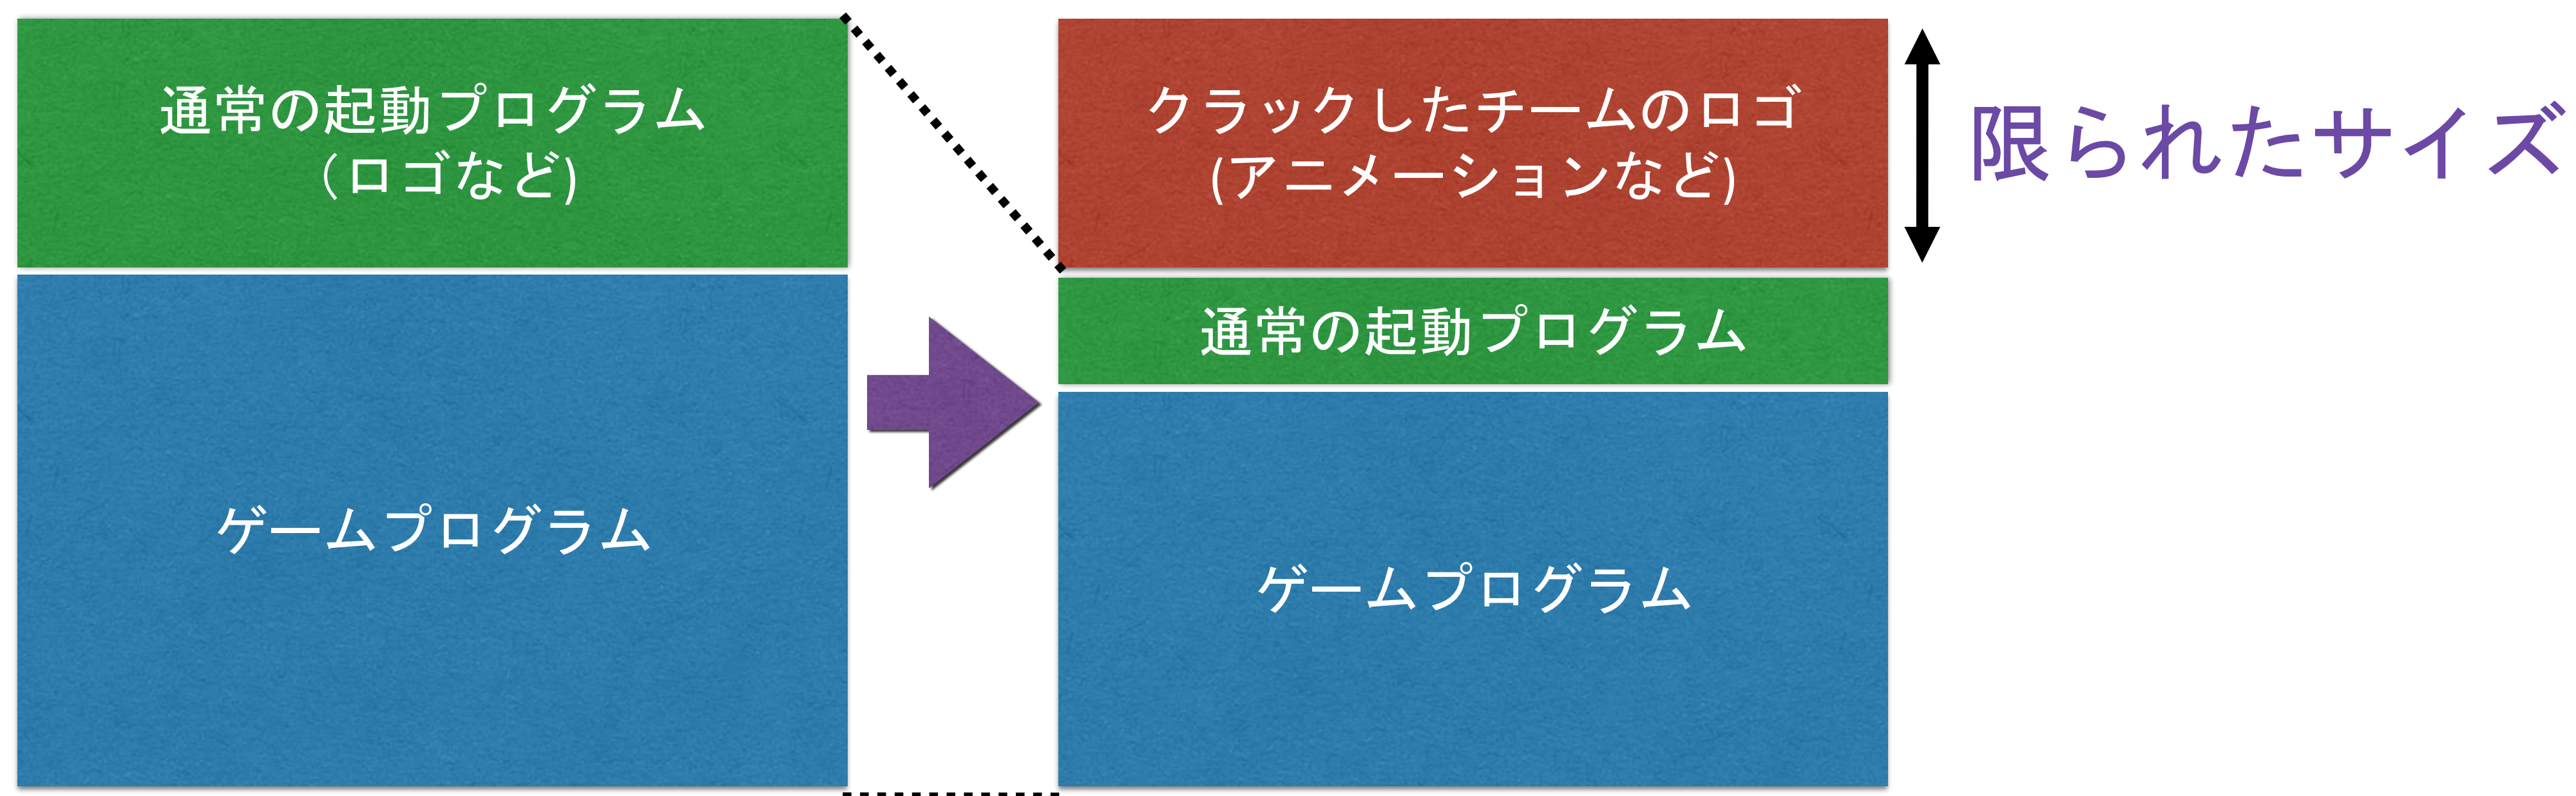 通常の起動プログラム
（ロゴなど)
ゲームプログラム
クラックしたチームのロゴ
(アニメーションなど)
通常の起動プログラム
ゲームプログラム
限られたサイズ